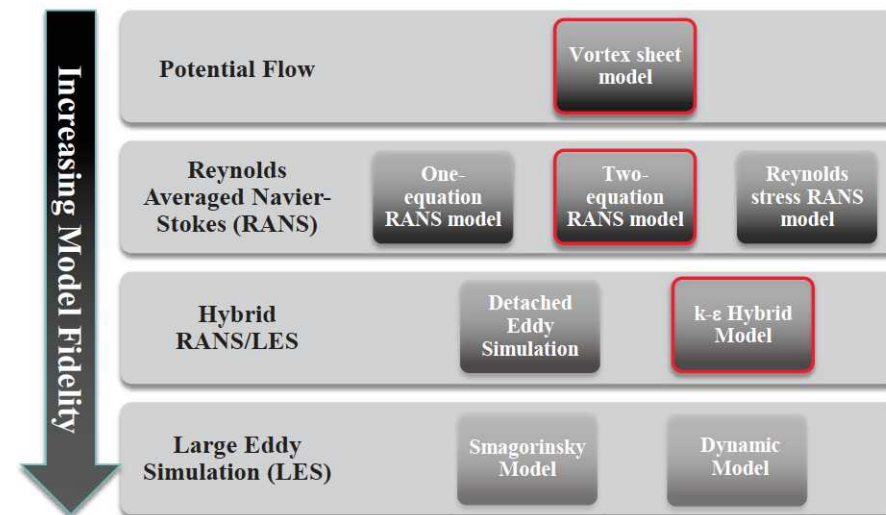 Increasing Model Fidelity
Potential Flow
Vortex sheet
model
Reynolds
Averaged Navier-
Stokes (RANS)
One-
equation
RANS model
Two-
equation
RANS model
Reynolds
stress RANS
model
Hybrid
RANS/LES
Detached
Eddy
Simulation
k-ε Hybrid
Model
Large Eddy
Simulation (LES)
Smagorinsky
Model
Dynamic
Model